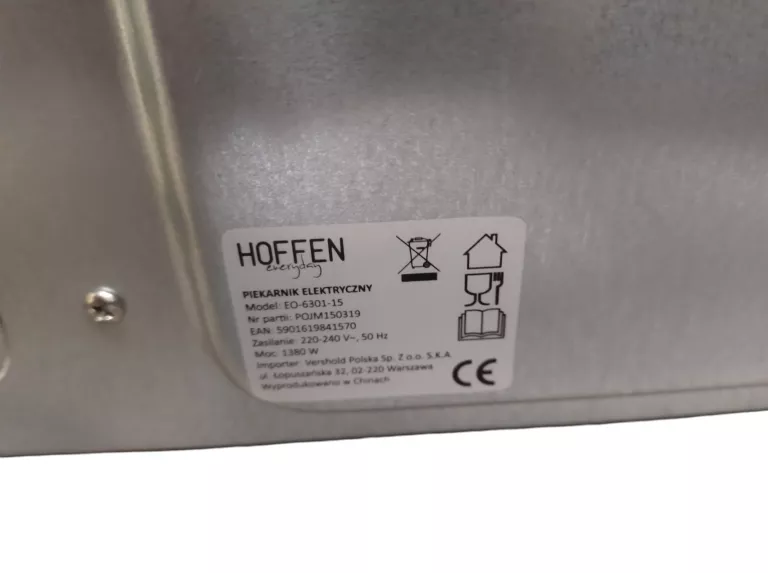 HOFFEN
everyday
PIEKARNIK ELEKTRYCZNY
Model: EO-6301-15
Nr partii: POJM150319
EAN: 5901619841570
Zasilanie: 220-240 V~, 50 Hz
Moc: 1380 W
Importer: Vershold Polska Sp. Z o.o. S.K.A.
ul. Łopuszańska 32, 02-220 Warszawa
Wyprodukowano w Chinach
CE